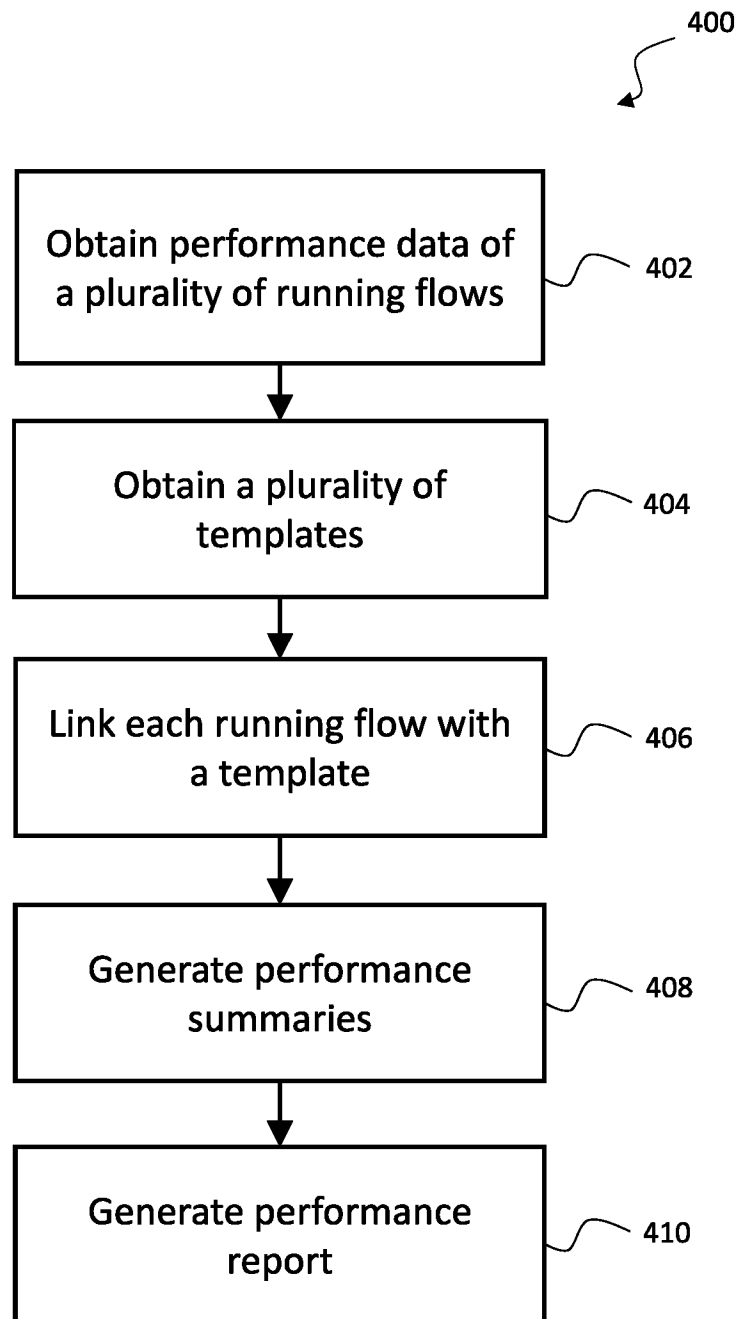 400
Obtain performance data of
a plurality of running flows
402
Obtain a plurality of
templates
404
Link each running flow with
a template
406
Generate performance
summaries
408
Generate performance
report
410